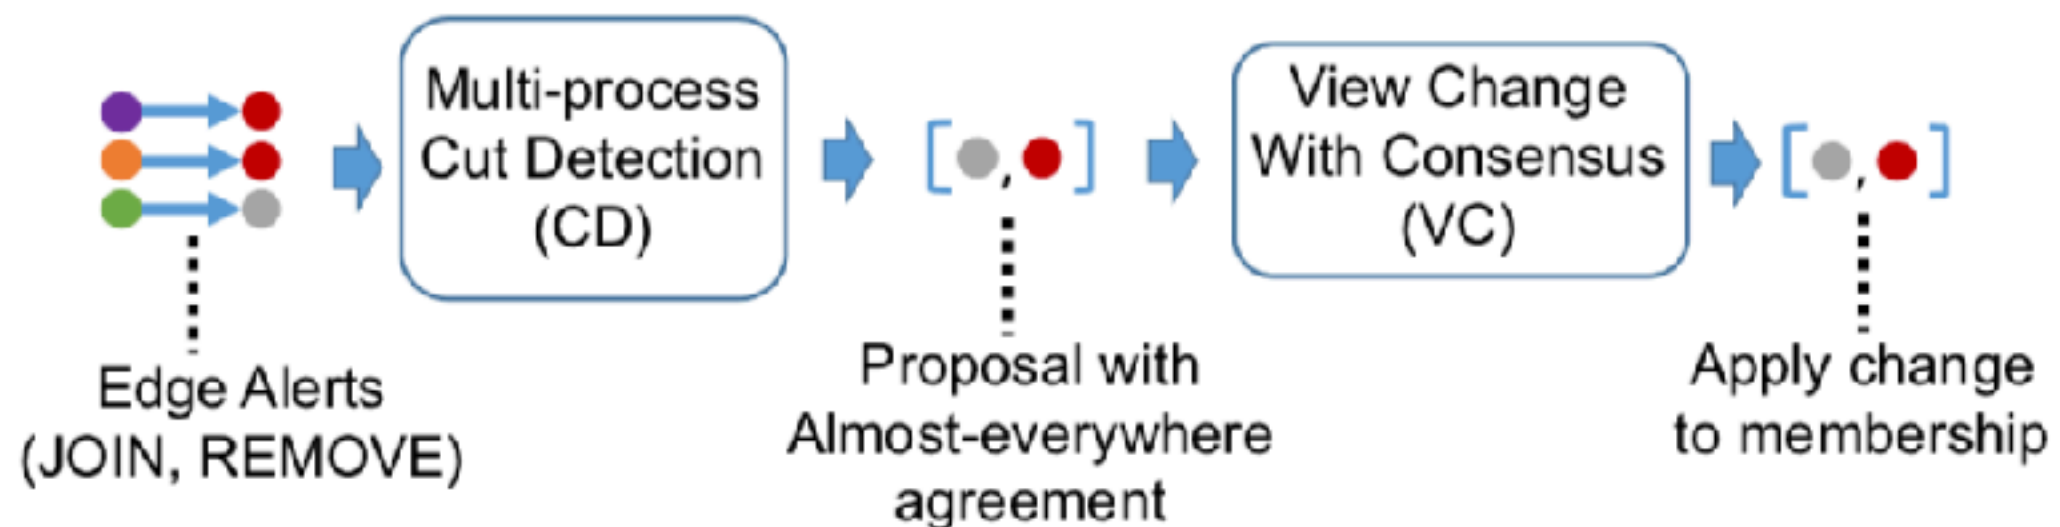 Multi-process
Cut Detection
(CD)
View Change
With Consensus
(VC)
[ , ]
[ , ]
Edge Alerts
(JOIN, REMOVE)
Proposal with
Almost-everywhere
agreement
Apply change
to membership